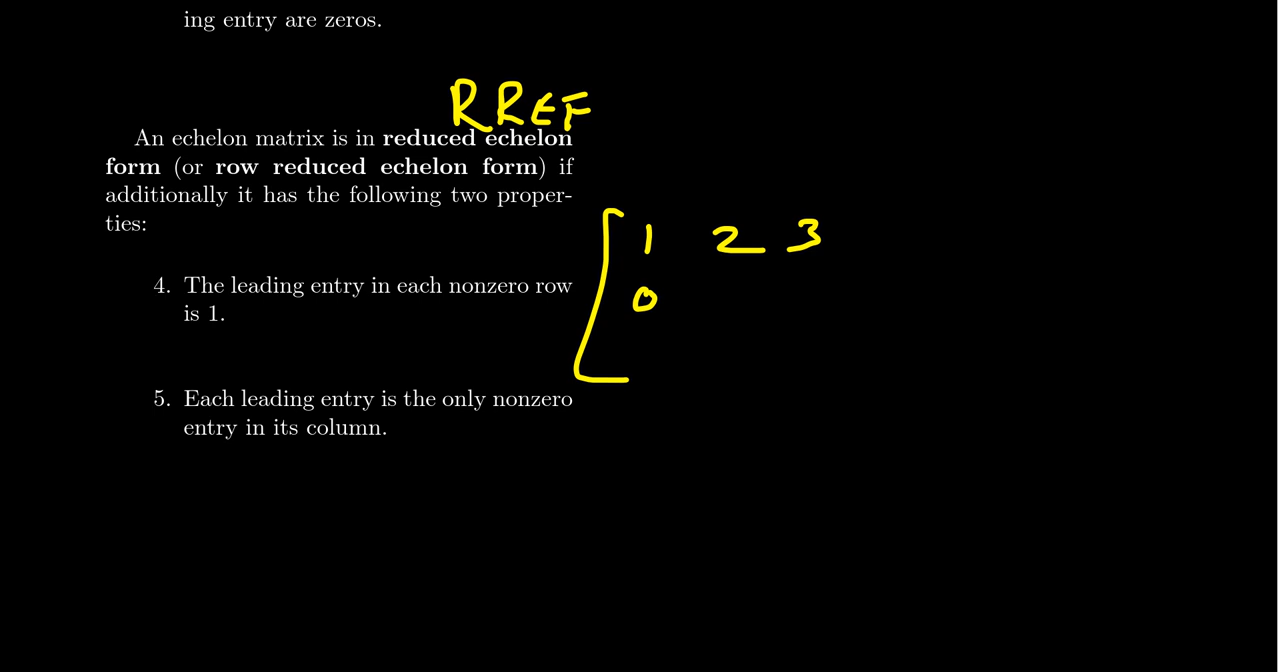 ing entry are zeros.
RREF
An echelon matrix is in reduced echelon
form (or row reduced echelon form) if
additionally it has the following two proper-
ties:
1 2 3
4. The leading entry in each nonzero row
0
is 1.
5. Each leading entry is the only nonzero
entry in its column.